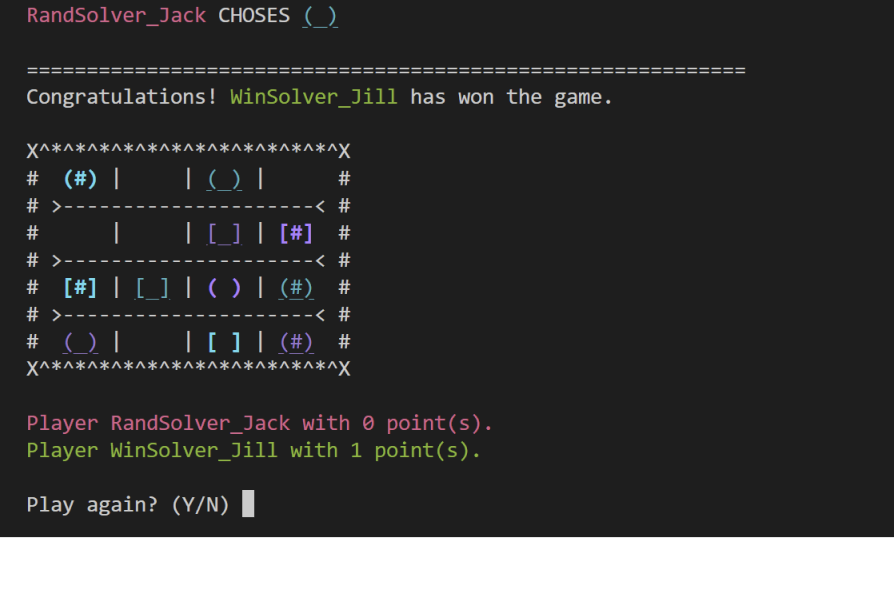 RandSolver_Jack CHOSES (_)
============================================================
Congratulations! WinSolver_Jill has won the game.
X^*^*^*^*^*^*^*^*^*^*^*^*^X
#  (#) |     | (_) |      #
# >---------------------< #
#      |     | [_] | [#]  #
# >---------------------< #
#  [#] | [_] | ( ) | (#)  #
# >---------------------< #
#  (_) |     | [ ] | (#)  #
X^*^*^*^*^*^*^*^*^*^*^*^*^X
Player RandSolver_Jack with 0 point(s).
Player WinSolver_Jill with 1 point(s).
Play again? (Y/N)